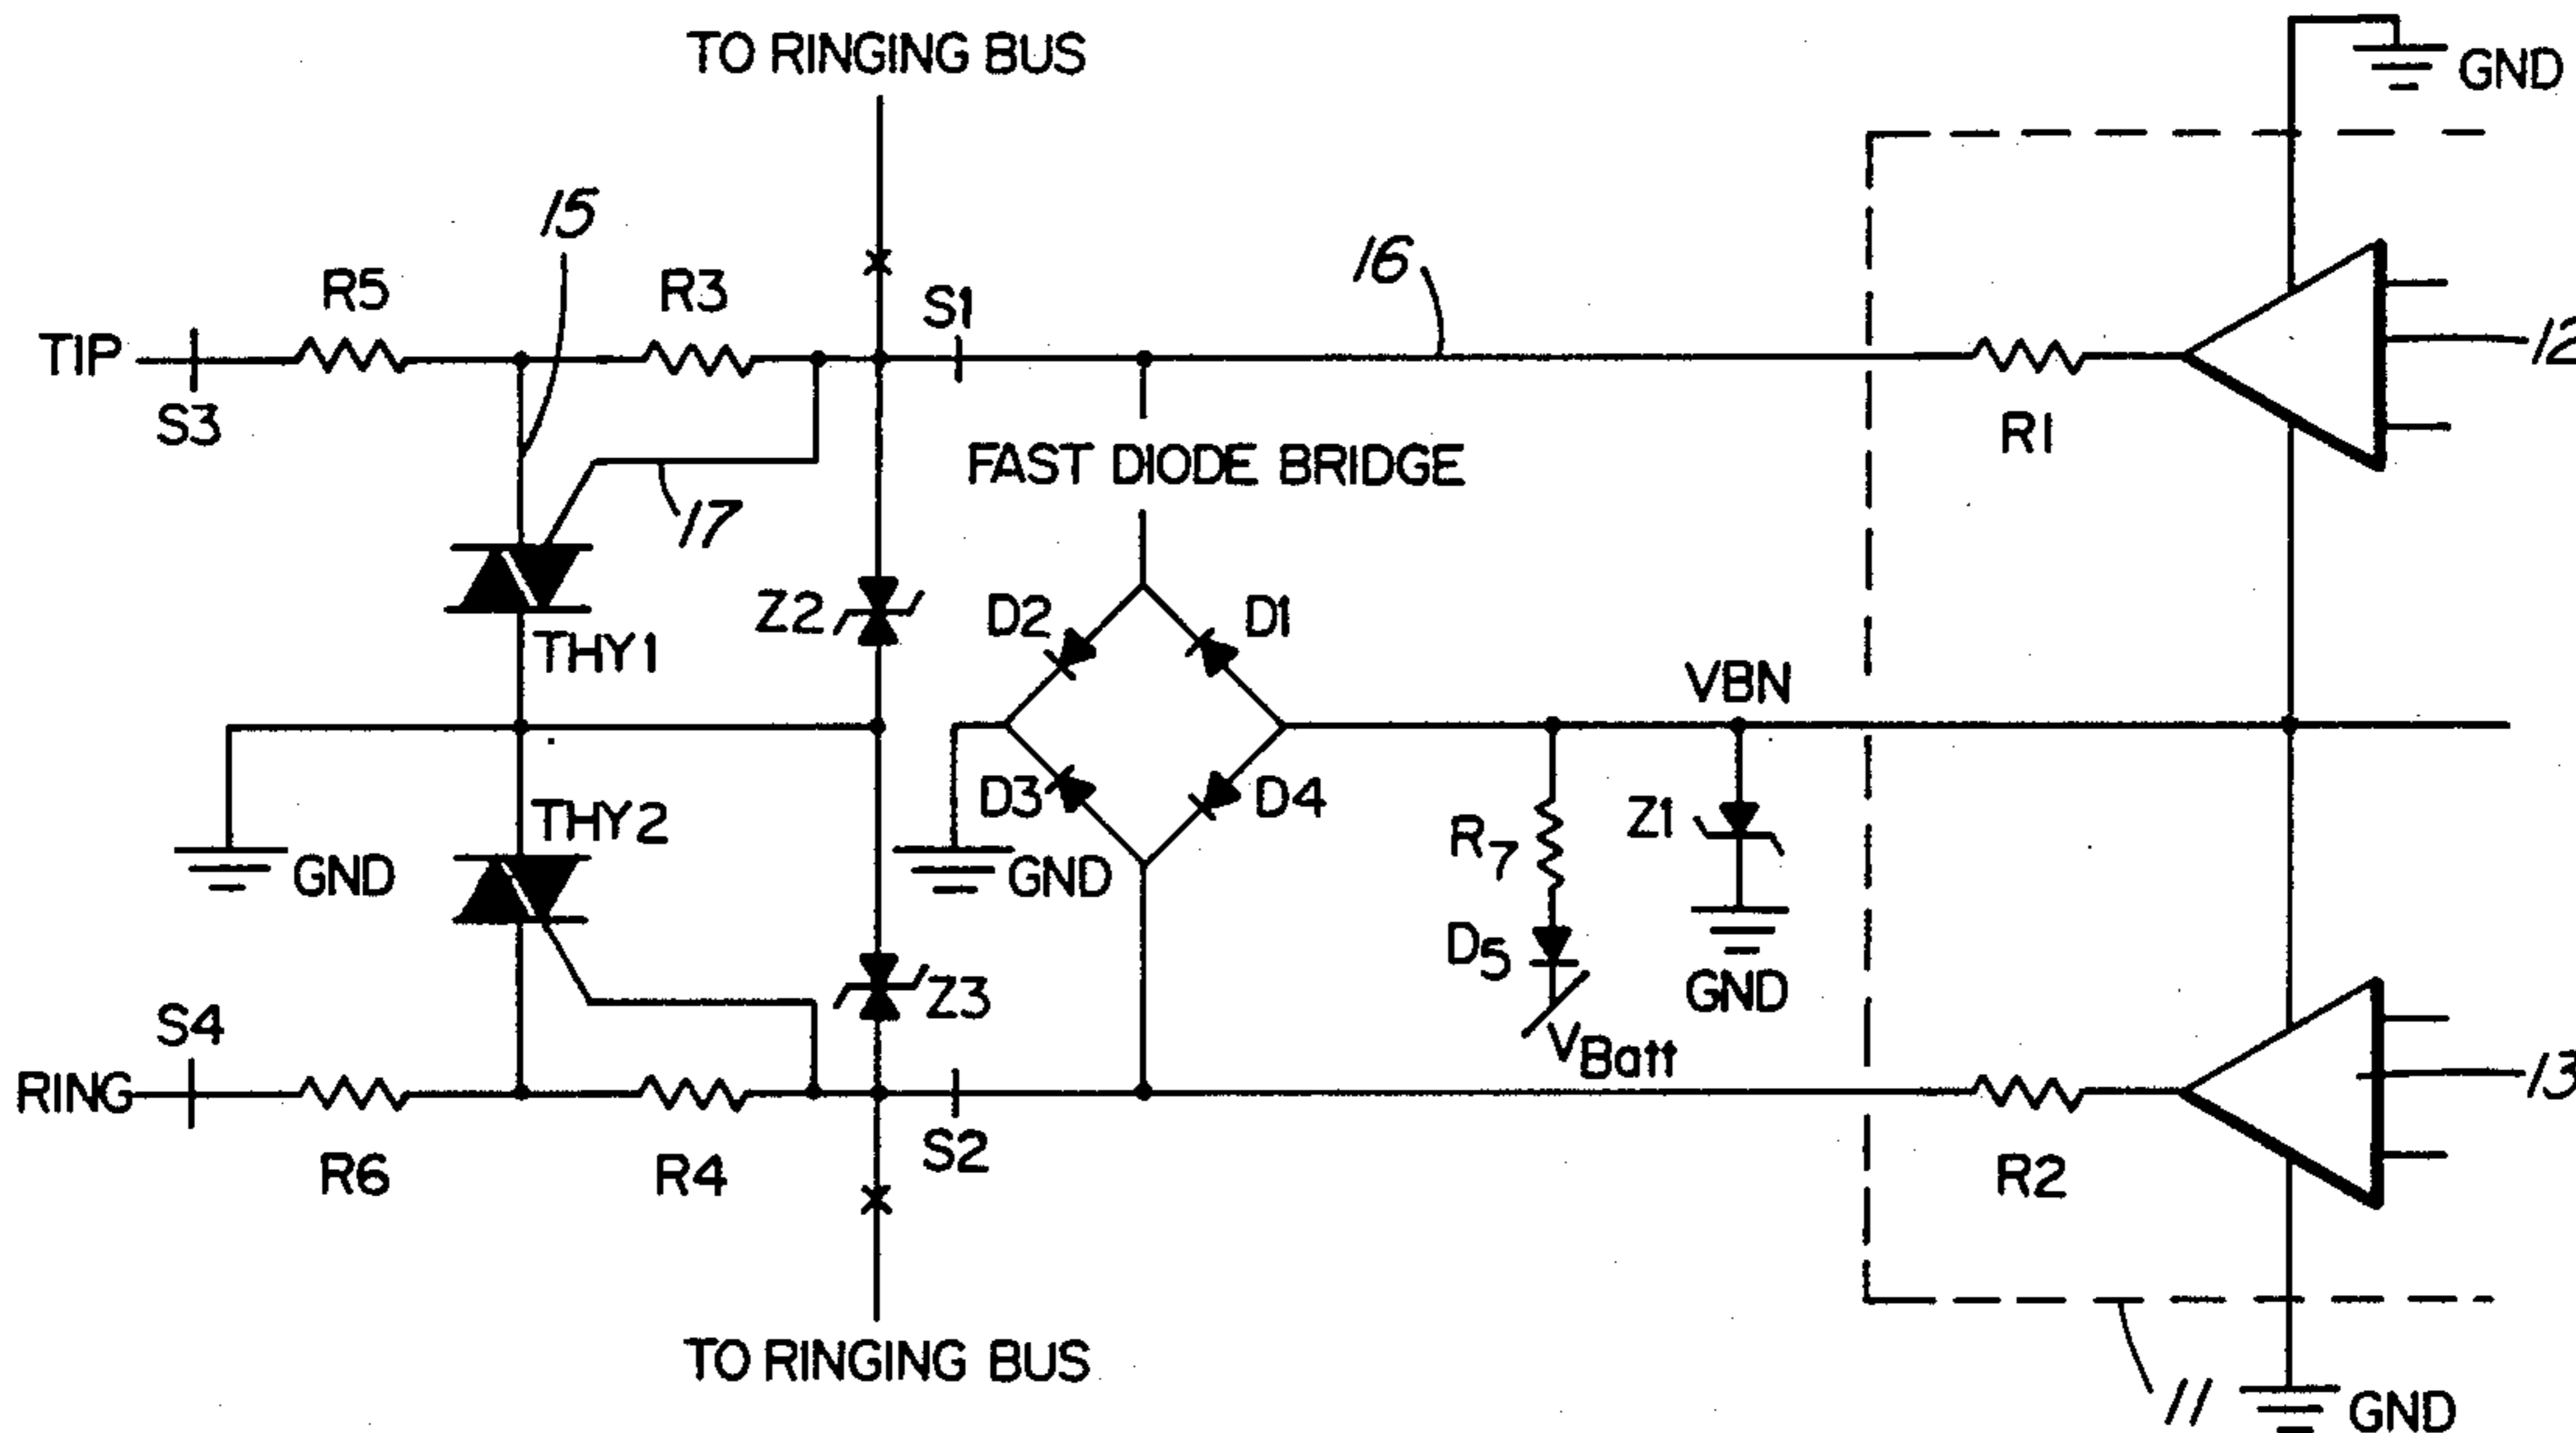 TO RINGING BUS
GND
15
16
R5
R3
S1
TIP
12
S3
R1
FAST DIODE BRIDGE
17
Z2
D2
D1
THY1
VBN
D3
D4
THY2
Z1
R7
GND
GND
D5
Z3
GND
S4
VBatt
13
RING
S2
R6
R4
R2
TO RINGING BUS
11
GND